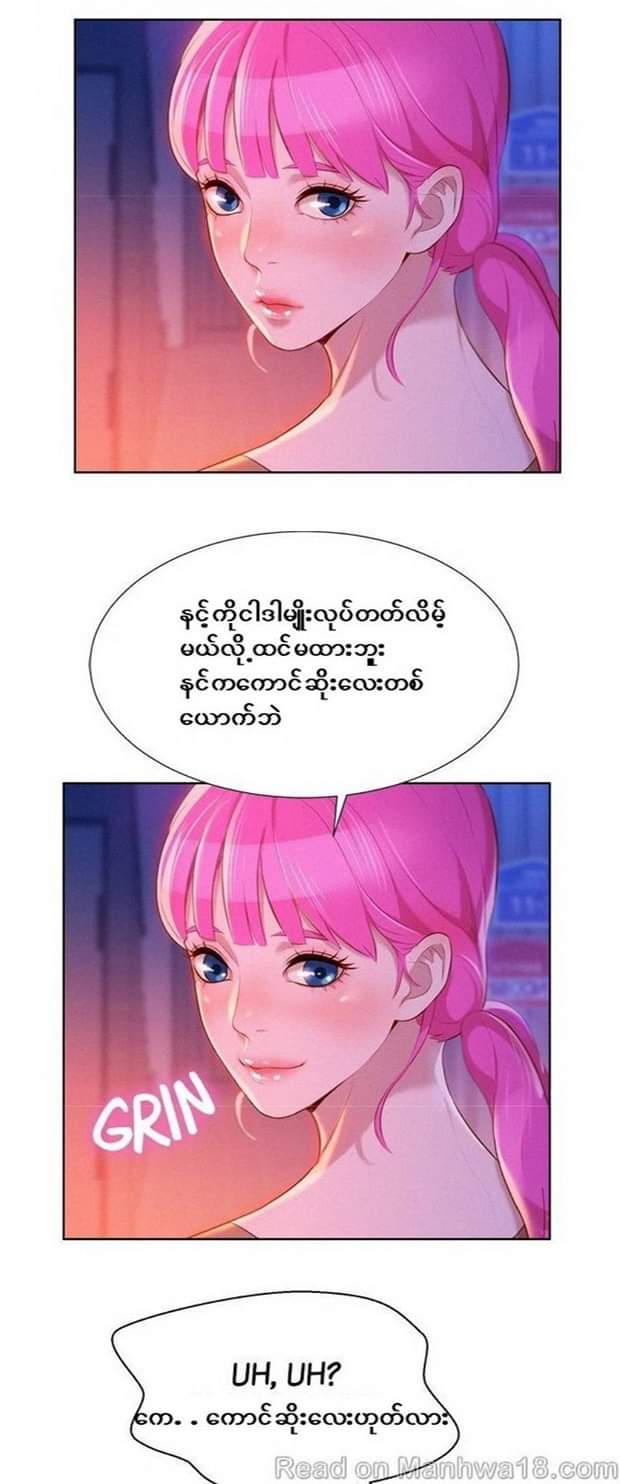 11-
နင့်ကိုငါဒါမျိုးလုပ်တတ်လိမ့်
မယ်လို့ထင်မထားဘူး
နင်ကကောင်ဆိုးလေးတစ်
ယောက်ဘဲ
11-
GRIN
UH, UH?
ကေ. . ကောင်ဆိုးလေးဟုတ်လား
Read on Manhwa18.com